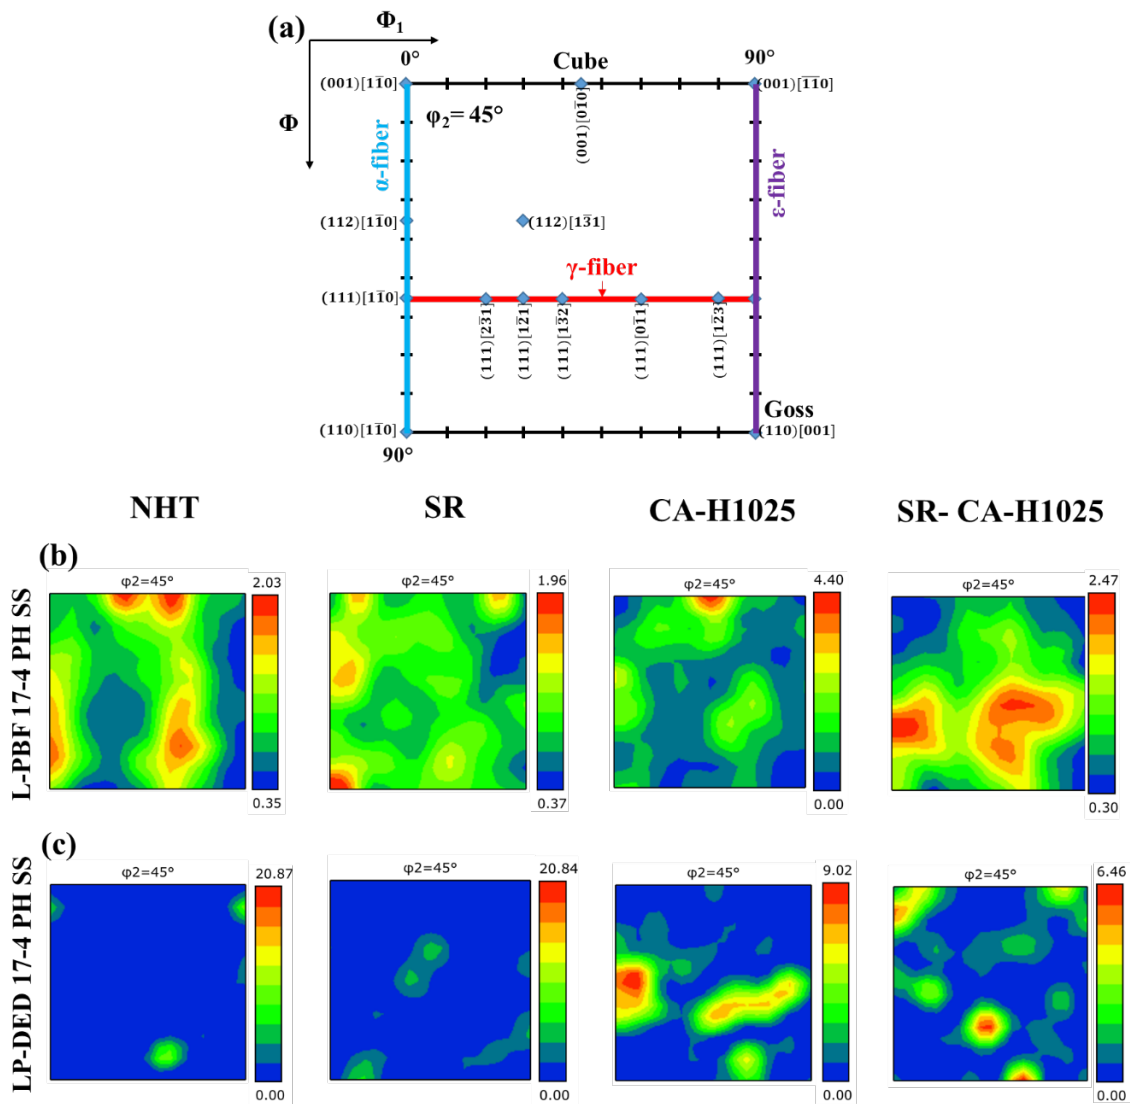 (a)
Φ₁
0°
Cube
90°
(001)[11̅0]
(001)[1̅1̅0]
φ₂= 45°
Φ
(001)[01̅0]
α-fiber
ε-fiber
(112)[11̅0]
(112)[13̅1]
γ-fiber
(111)[11̅0]
(111)[23̅1]
(111)[12̅1]
(111)[13̅2]
(111)[01̅1]
(111)[12̅3]
Goss
(110)[11̅0]
(110)[001]
90°
NHT
SR
CA-H1025
SR- CA-H1025
(b)
L-PBF 17-4 PH SS
φ2=45°
2.03
0.35
φ2=45°
1.96
0.37
φ2=45°
4.40
0.00
φ2=45°
2.47
0.30
(c)
LP-DED 17-4 PH SS
φ2=45°
20.87
0.00
φ2=45°
20.84
0.00
φ2=45°
9.02
0.00
φ2=45°
6.46
0.00